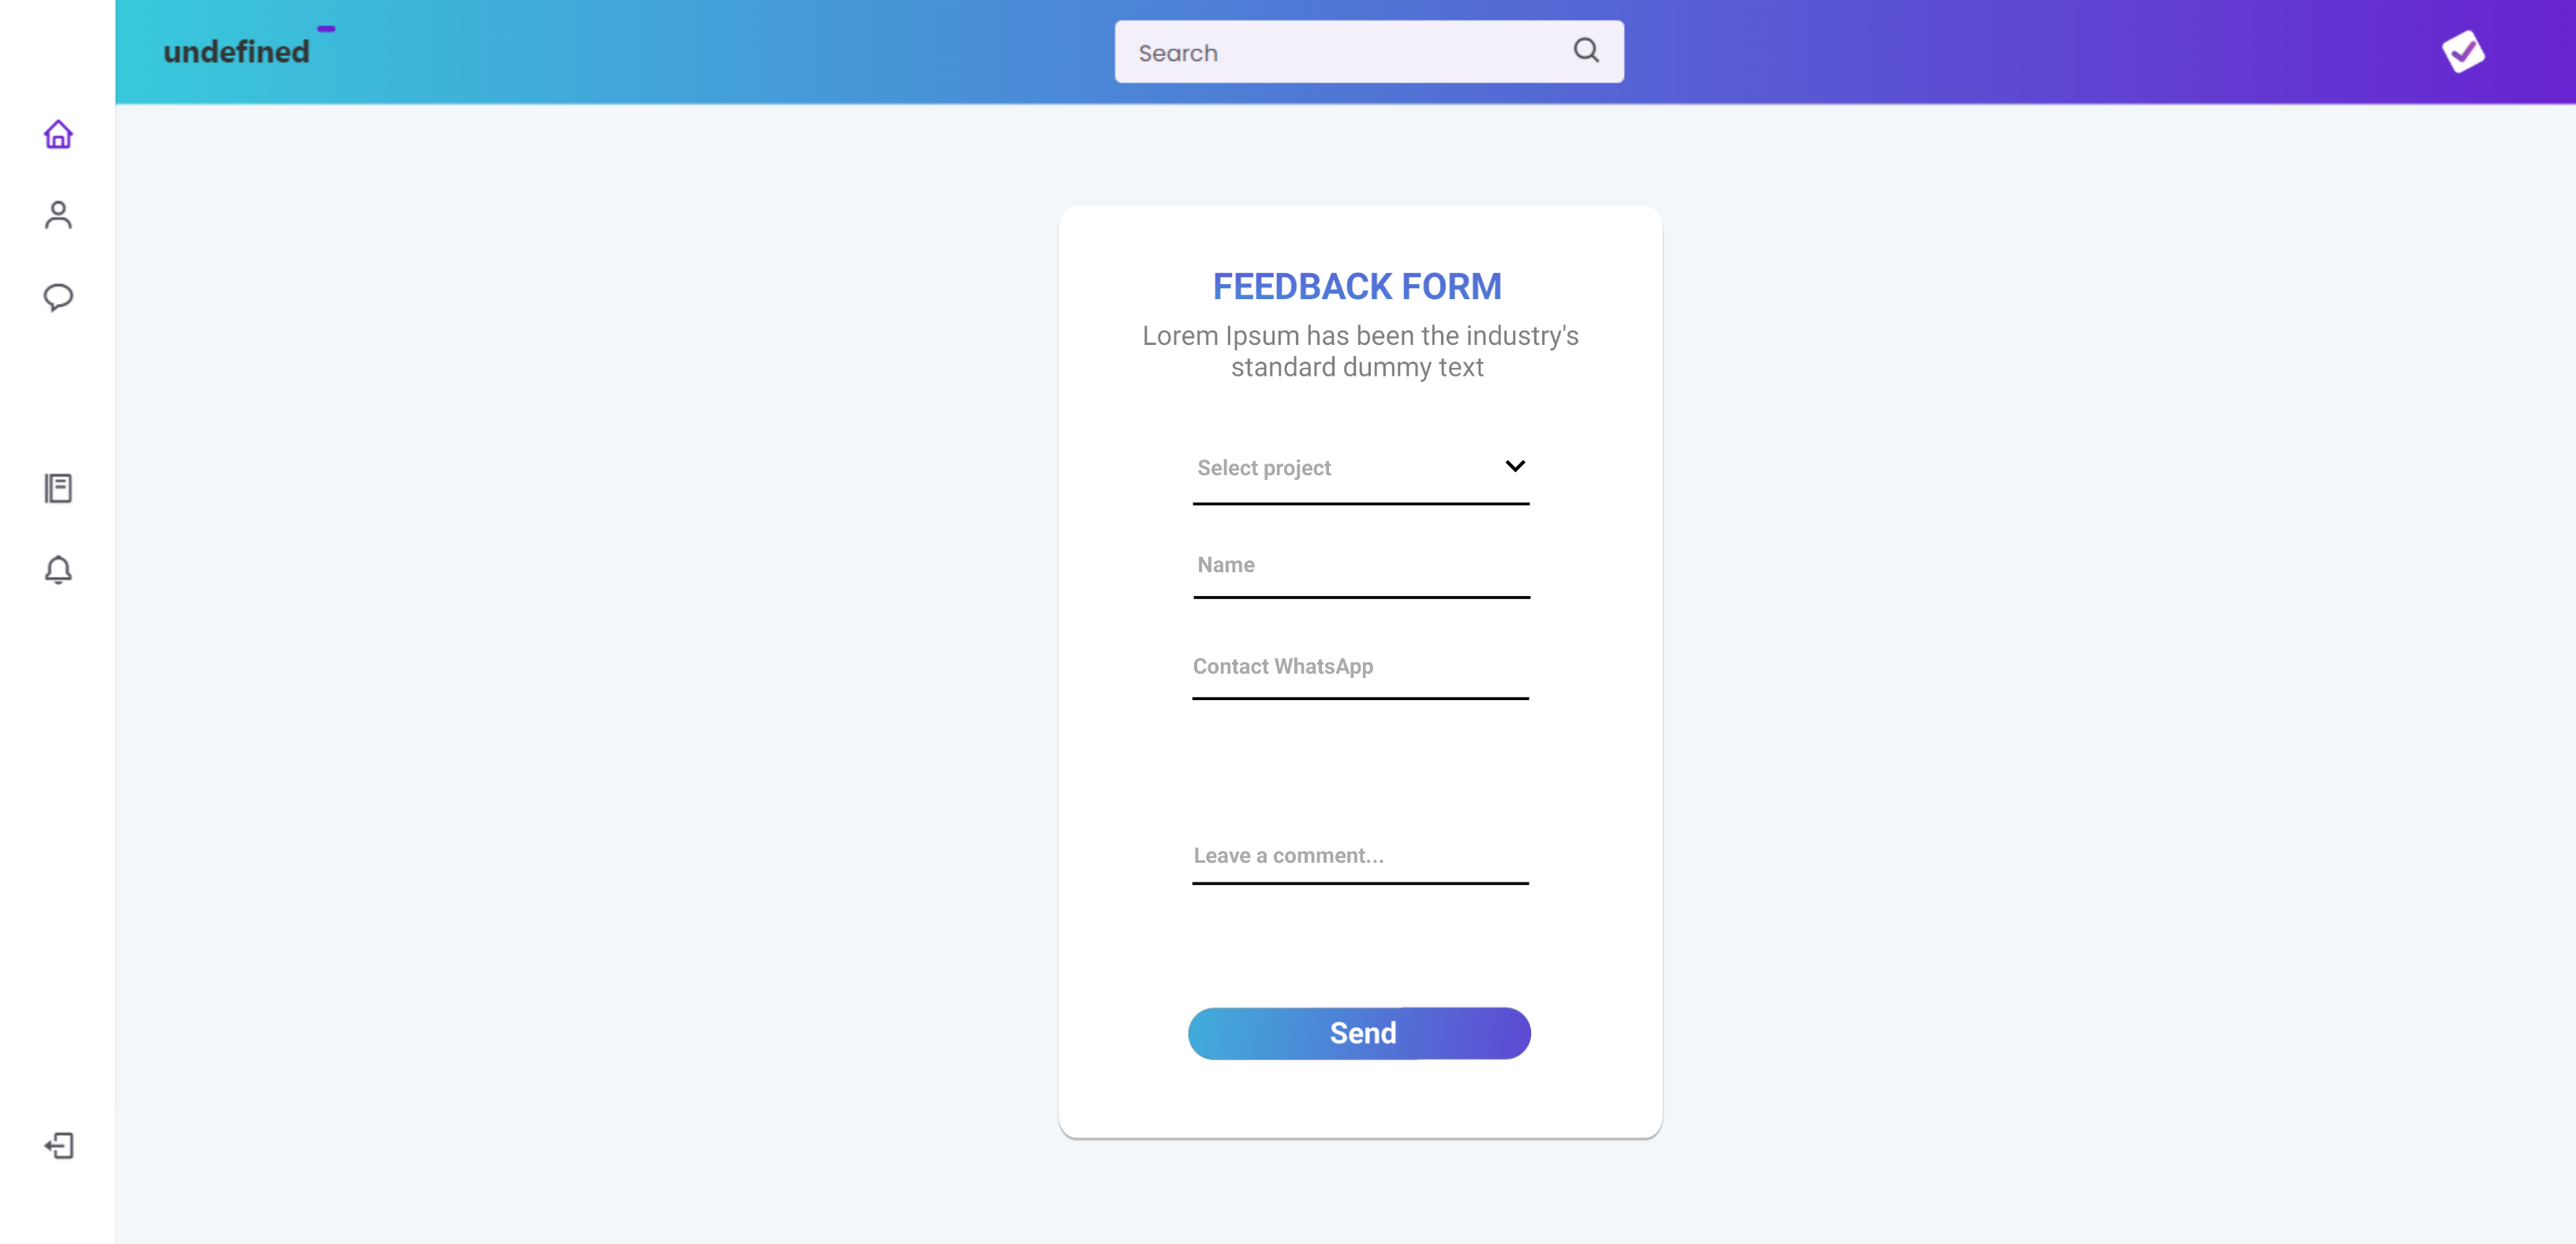 undefined
Search
FEEDBACK FORM
Lorem Ipsum has been the industry's
standard dummy text
Select project
Name
Contact WhatsApp
Leave a comment...
Send